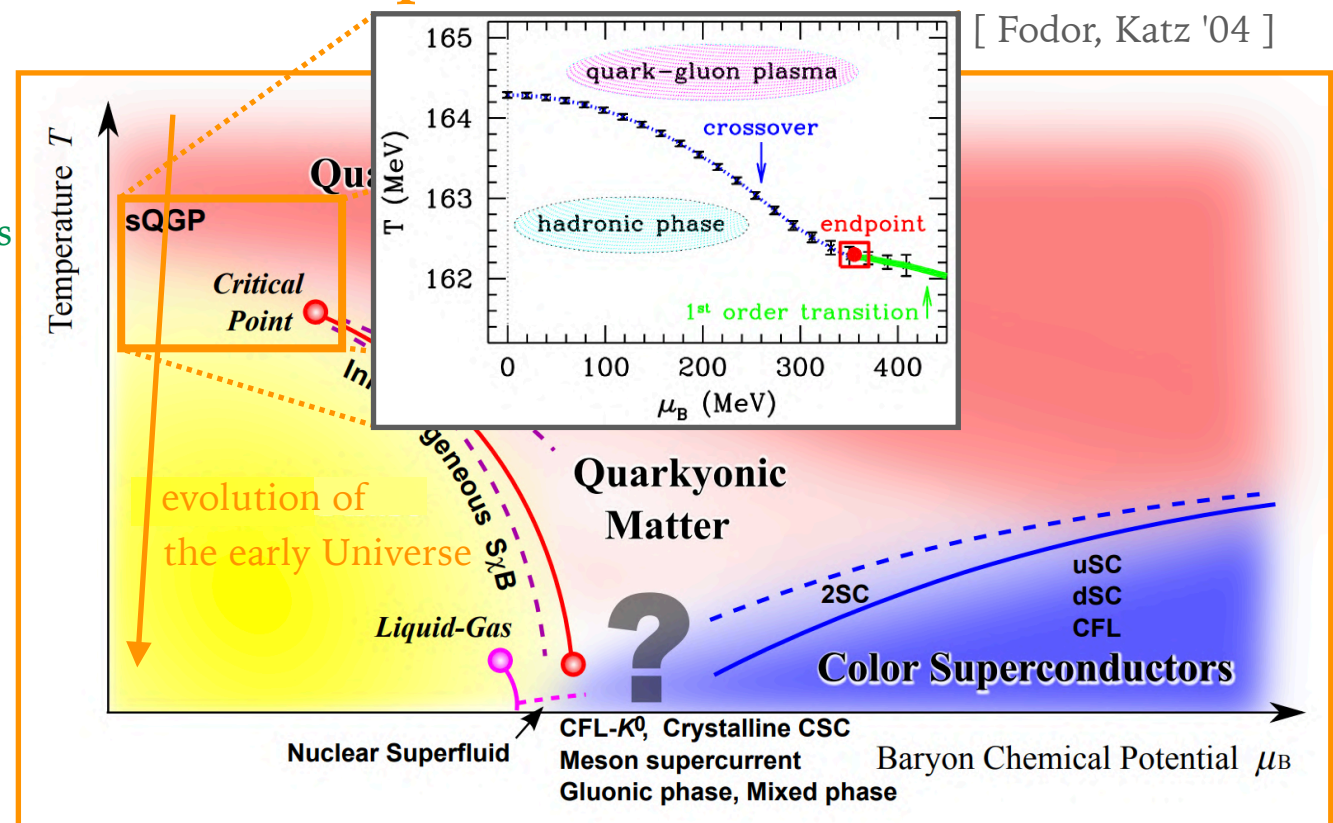 [ Fodor, Katz '04 ]
165
164
163
162
T (MeV)
quark-gluon plasma
crossover
hadronic phase
endpoint
1st order transition
0 100 200 300 400
μB (MeV)
s
Temperature T
sQGP
Critical
Point
geneous SχB
evolution of
the early Universe
Quarkyonic
Matter
Liquid-Gas
?
2SC
uSC
dSC
CFL
Color Superconductors
Nuclear Superfluid
CFL-K0, Crystalline CSC
Meson supercurrent
Gluonic phase, Mixed phase
Baryon Chemical Potential μB